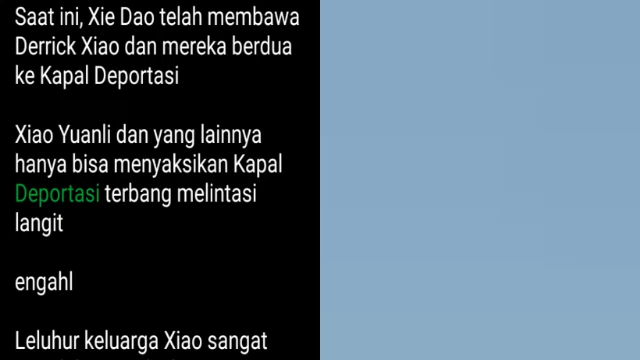 Saat ini, Xie Dao telah membawa
Derrick Xiao dan mereka berdua
ke Kapal Deportasi
Xiao Yuanli dan yang lainnya
hanya bisa menyaksikan Kapal
Deportasi terbang melintasi
langit
engahl
Leluhur keluarga Xiao sangat